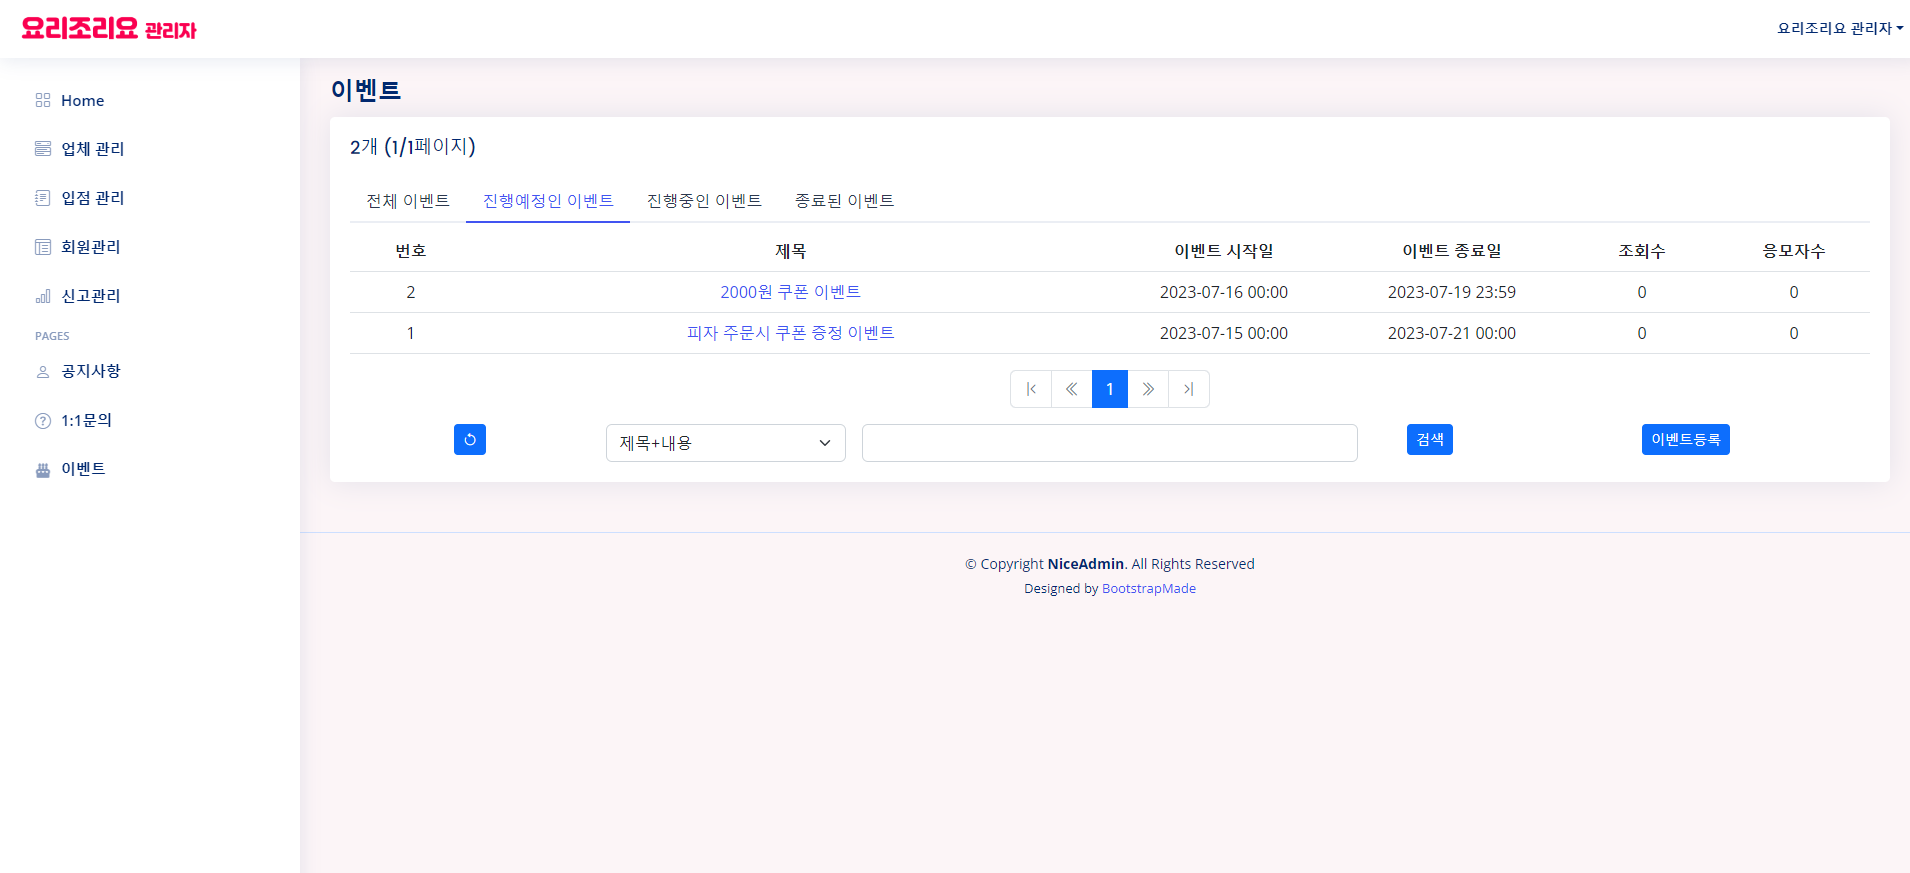 요리조리요 관리자
요리조리요 관리자
Home
업체 관리
입점 관리
회원관리
신고관리
PAGES
공지사항
1:1문의
이벤트
이벤트
2개 (1/1페이지)
전체 이벤트 진행예정인 이벤트 진행중인 이벤트 종료된 이벤트
번호 제목 이벤트 시작일 이벤트 종료일 조회수 응모자수
2 2000원 쿠폰 이벤트 2023-07-16 00:00 2023-07-19 23:59 0 0
1 피자 주문시 쿠폰 증정 이벤트 2023-07-15 00:00 2023-07-21 00:00 0 0
1
제목+내용 검색 이벤트등록
© Copyright NiceAdmin. All Rights Reserved
Designed by BootstrapMade